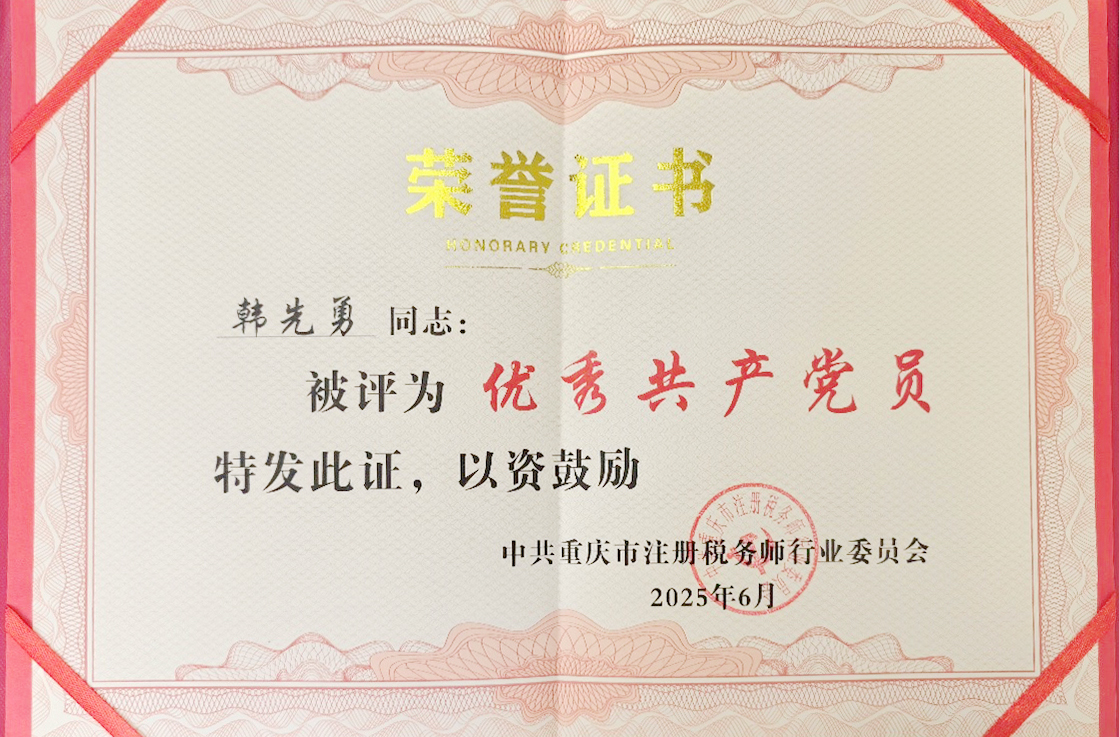 荣誉证书
HONORARY CREDENTIAL
韩先勇 同志：
被评为 优秀共产党员
特发此证，以资鼓励
中共重庆市注册税务师行业委员会
2025年6月